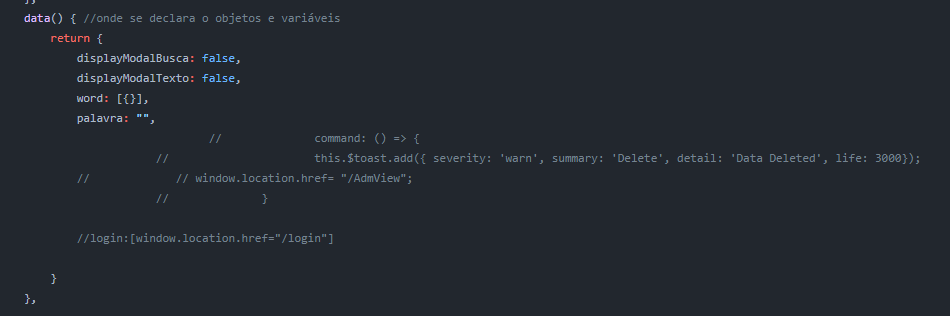 data() { //onde se declara o objetos e variáveis
return {
displayModalBusca: false,
displayModalTexto: false,
word: [{}],
palavra: "",
// command: () => {
// this.$toast.add({ severity: 'warn', summary: 'Delete', detail: 'Data Deleted', life: 3000});
// // window.location.href= "/AdmView";
// }
//login:[window.location.href="/login"]
}
},